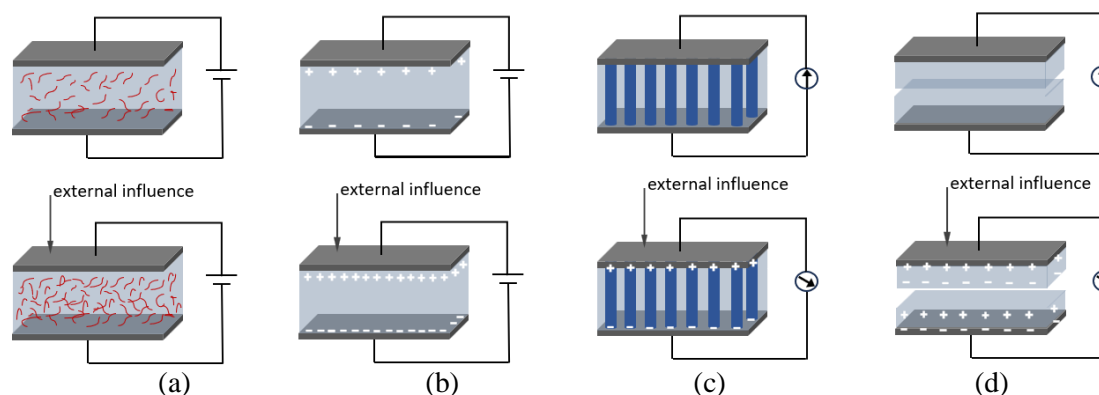 external influence
external influence
external influence
external influence
(a)
(b)
(c)
(d)